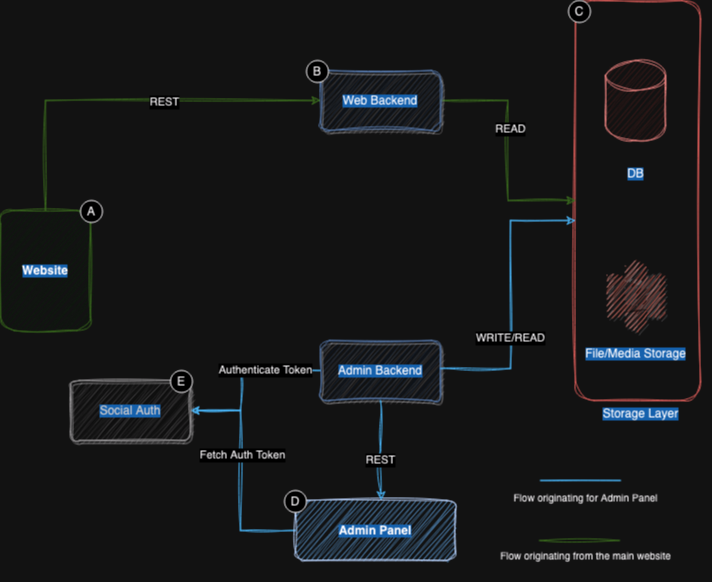 C
B
Web Backend
REST
READ
DB
A
Website
WRITE/READ
File/Media Storage
Authenticate Token
Admin Backend
E
Social Auth
Storage Layer
Fetch Auth Token
REST
D
Admin Panel
Flow originating for Admin Panel
Flow originating from the main website